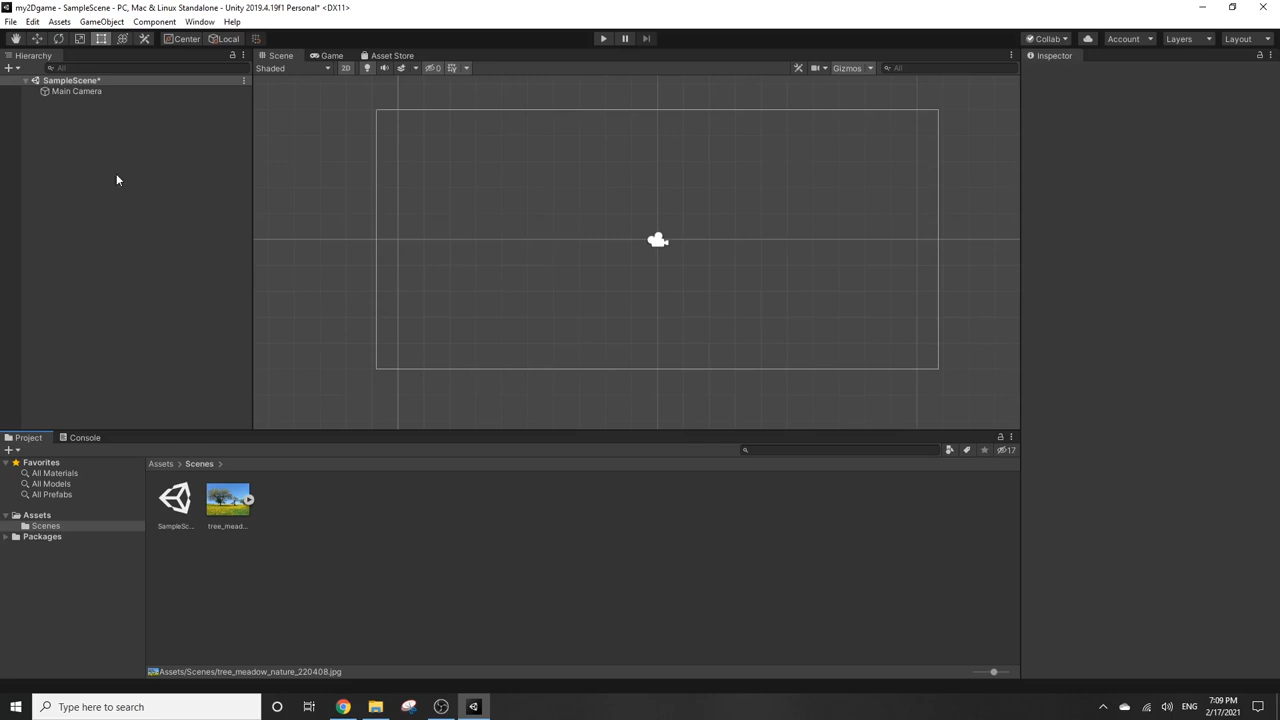 my2Dgame - SampleScene - PC, Mac & Linux Standalone - Unity 2019.4.19f1 Personal* <DX11>
File Edit Assets GameObject Component Window Help
Center Local Collab Account Layers Layout
Hierarchy Scene Game Asset Store Inspector
All Shaded 2D 0 Gizmos All
SampleScene*
Main Camera
Project Console
17
Favorites Assets > Scenes >
All Materials
All Models
All Prefabs
Assets
Scenes SampleSc... tree_mead...
Packages
Assets/Scenes/tree_meadow_nature_220408.jpg
Type here to search ENG 7:09 PM
2/17/2021